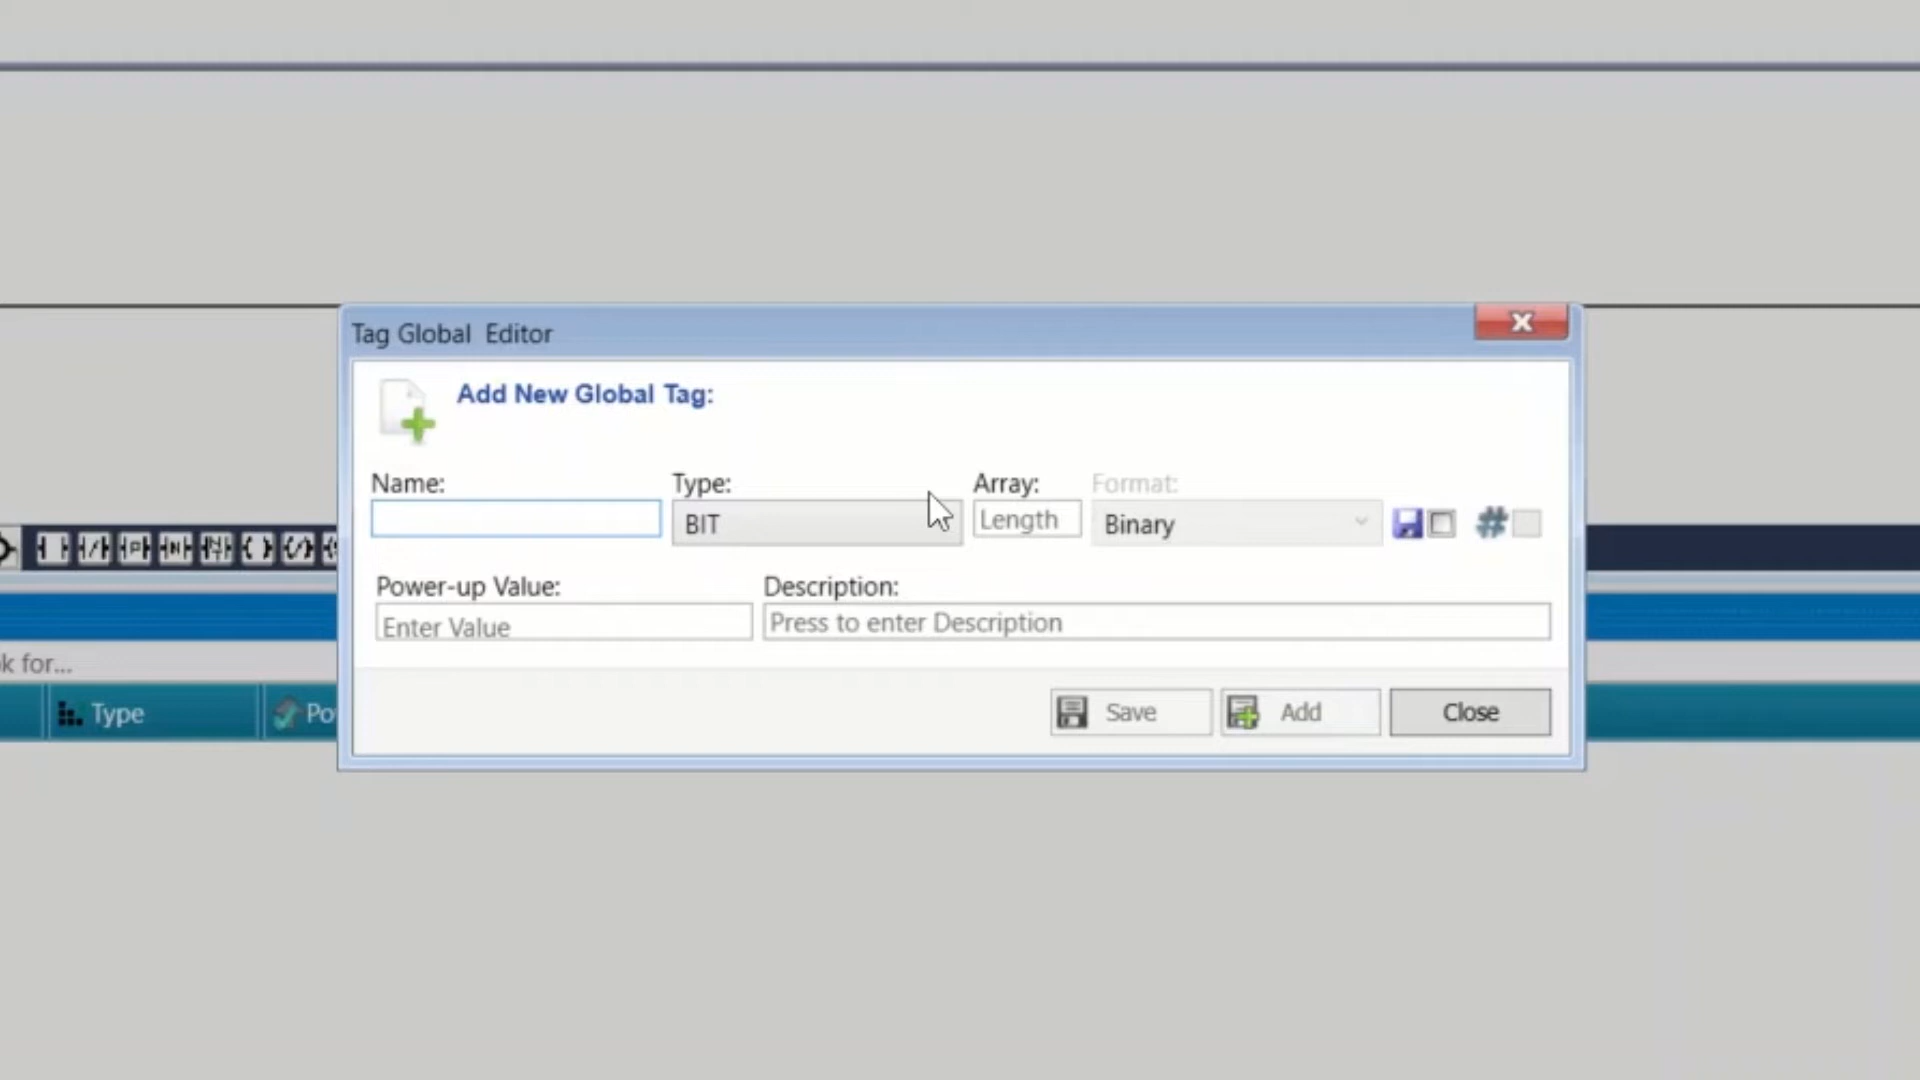 Tag Global Editor
Add New Global Tag:
Name:
Type:
Array:
Format:
BIT
Length
Binary
#
Power-up Value:
Description:
Enter Value
Press to enter Description
k for...
Type
Po
Save
Add
Close